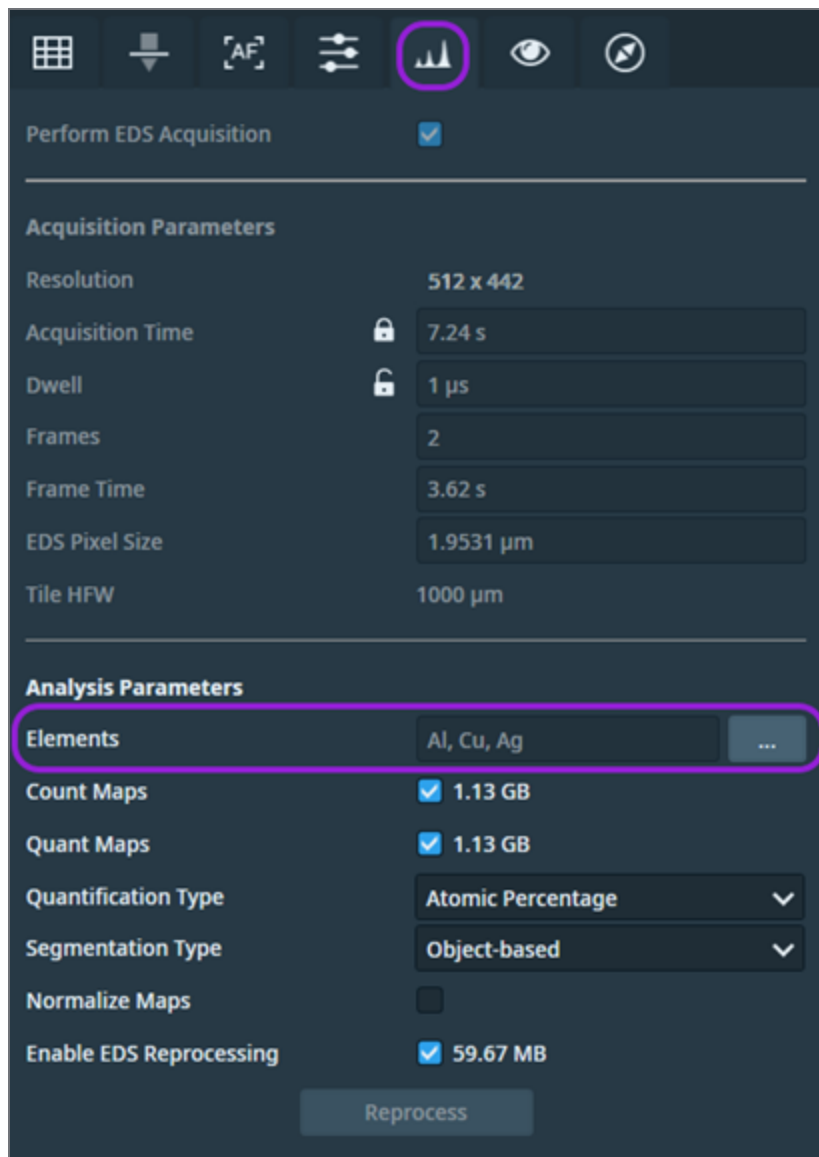 [AF]
Perform EDS Acquisition
Acquisition Parameters
Resolution 512 x 442
Acquisition Time 7.24 s
Dwell 1 µs
Frames 2
Frame Time 3.62 s
EDS Pixel Size 1.9531 µm
Tile HFW 1000 µm
Analysis Parameters
Elements Al, Cu, Ag ...
Count Maps 1.13 GB
Quant Maps 1.13 GB
Quantification Type Atomic Percentage
Segmentation Type Object-based
Normalize Maps
Enable EDS Reprocessing 59.67 MB
Reprocess